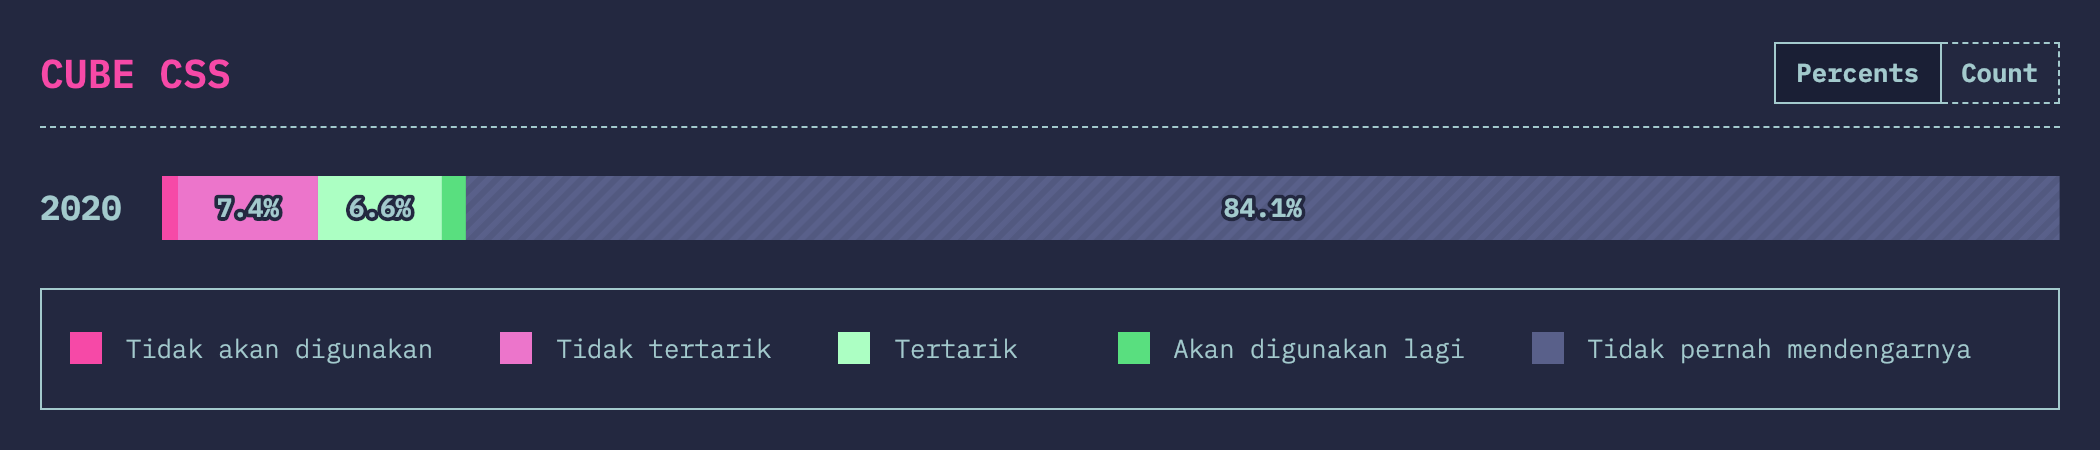 CUBE CSS
Percents Count
2020 7.4% 6.6% 84.1%
Tidak akan digunakan Tidak tertarik Tertarik Akan digunakan lagi Tidak pernah mendengarnya